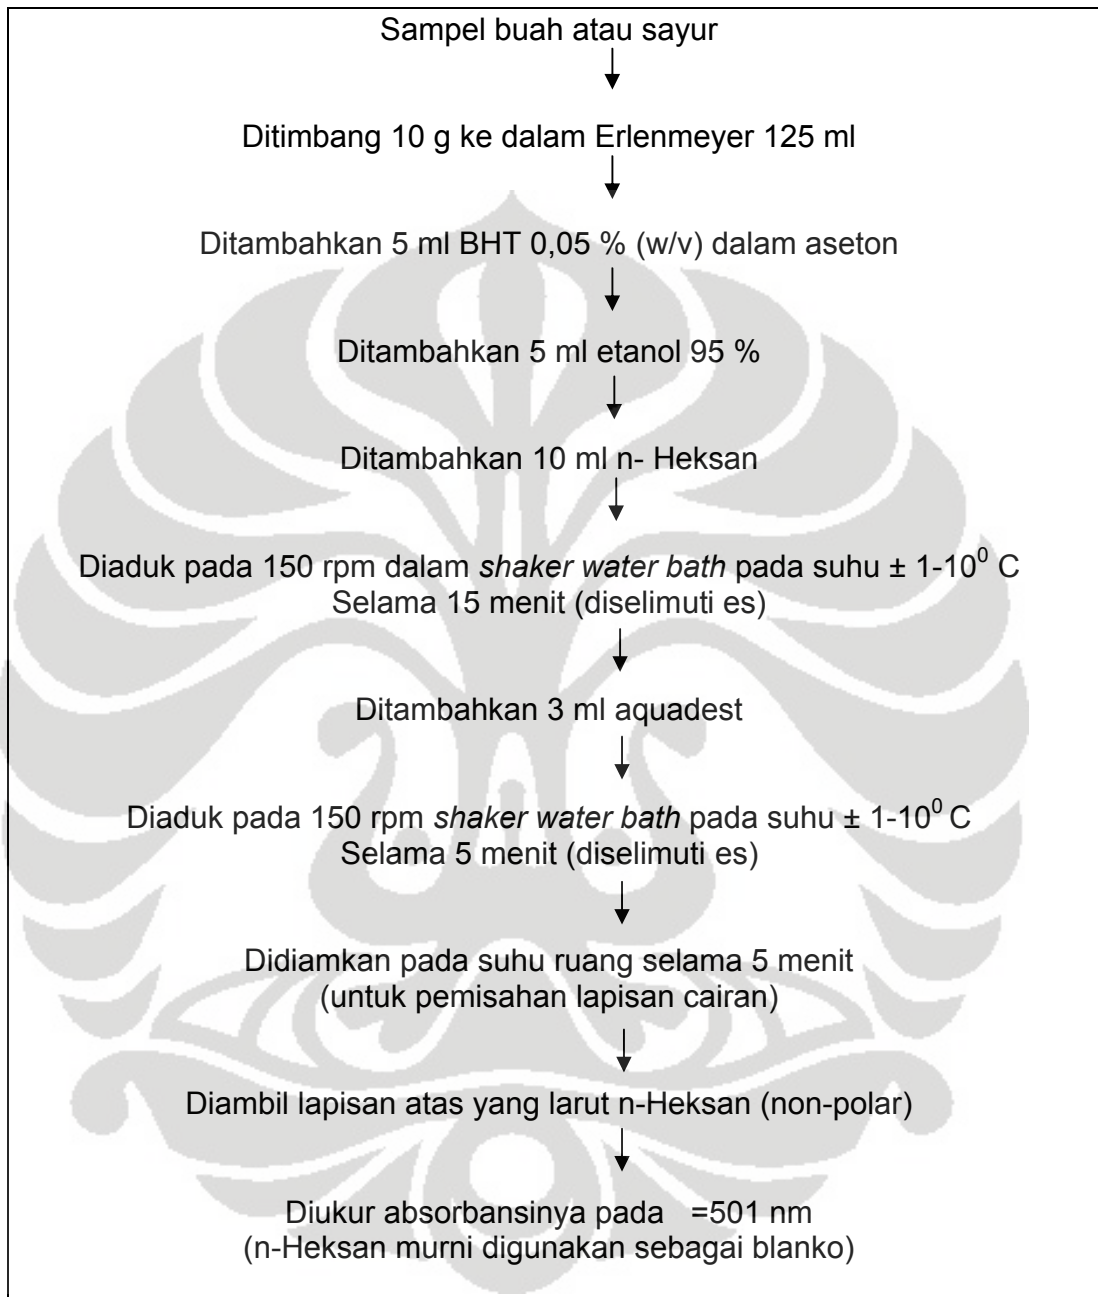 Sampel buah atau sayur
Ditimbang 10 g ke dalam Erlenmeyer 125 ml
Ditambahkan 5 ml BHT 0,05 % (w/v) dalam aseton
Ditambahkan 5 ml etanol 95 %
Ditambahkan 10 ml n- Heksan
Diaduk pada 150 rpm dalam shaker water bath pada suhu ± 1-10⁰ C
Selama 15 menit (diselimuti es)
Ditambahkan 3 ml aquadest
Diaduk pada 150 rpm shaker water bath pada suhu ± 1-10⁰ C
Selama 5 menit (diselimuti es)
Didiamkan pada suhu ruang selama 5 menit
(untuk pemisahan lapisan cairan)
Diambil lapisan atas yang larut n-Heksan (non-polar)
Diukur absorbansinya pada =501 nm
(n-Heksan murni digunakan sebagai blanko)